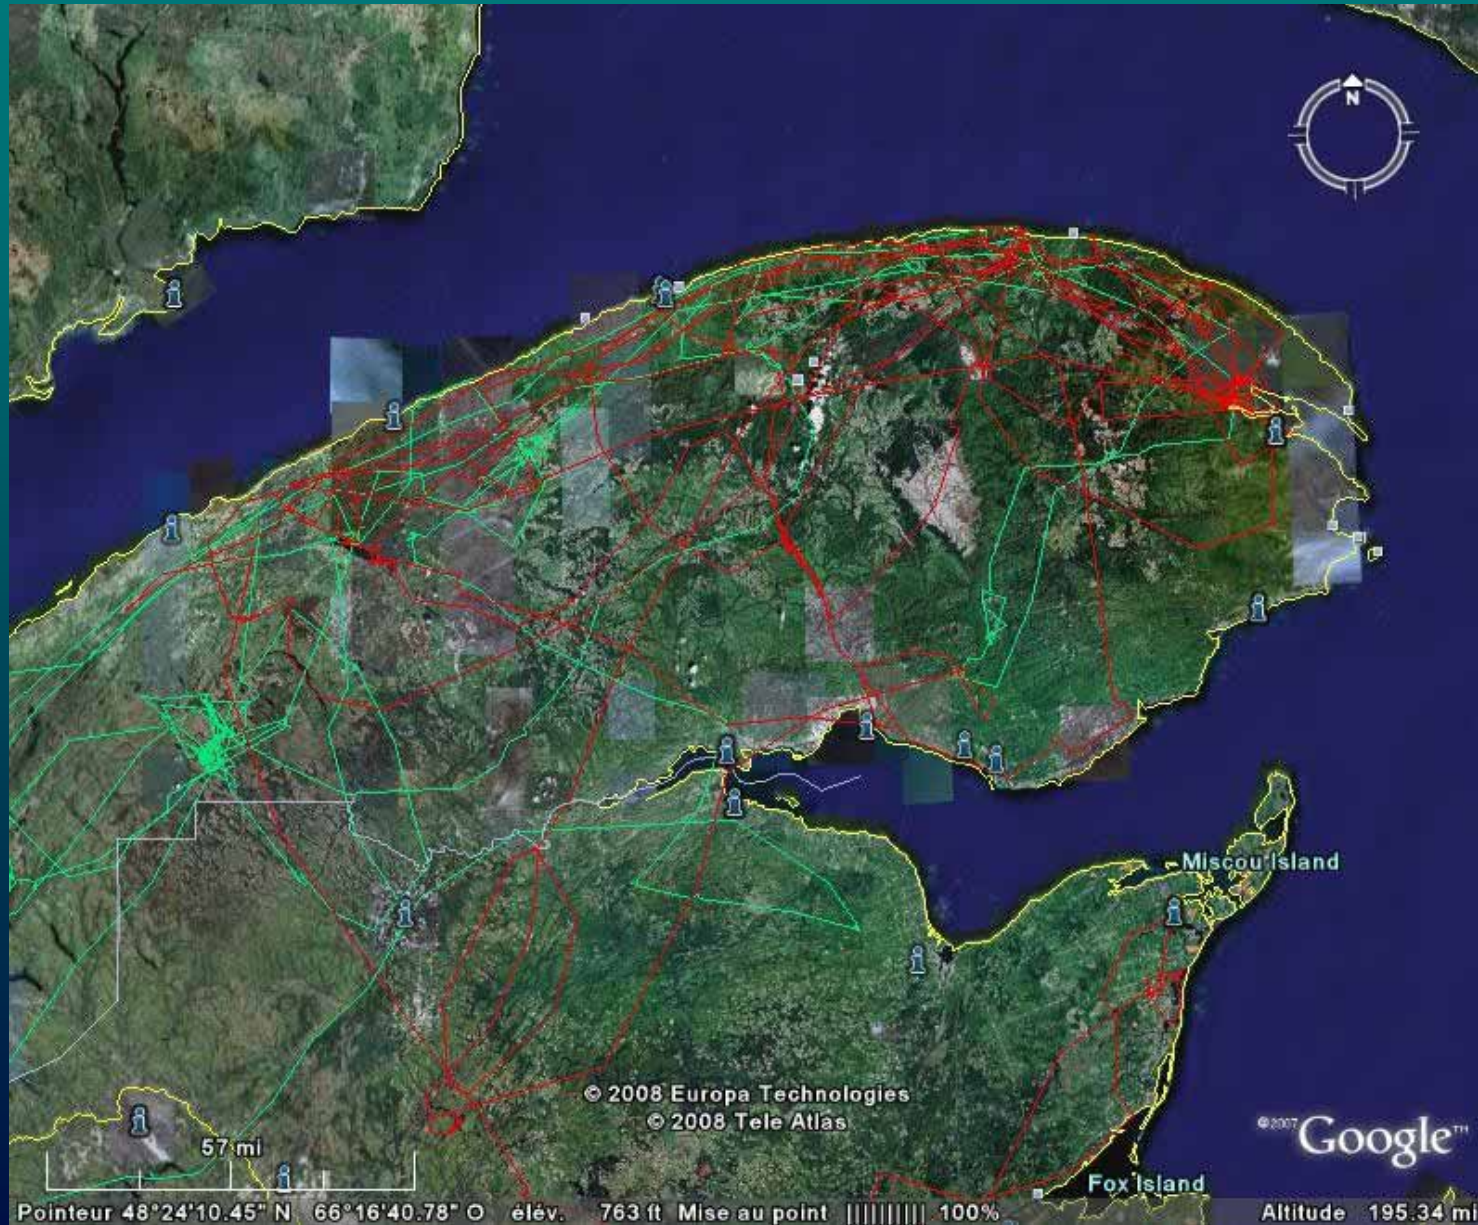 N
Miscou Island
© 2008 Europa Technologies
© 2008 Tele Atlas
©2007 Google™
57 mi
Fox Island
Pointeur 48°24'10.45" N 66°16'40.78" O élév. 763 ft Mise au point |||||||||| 100% Altitude 195.34 mi